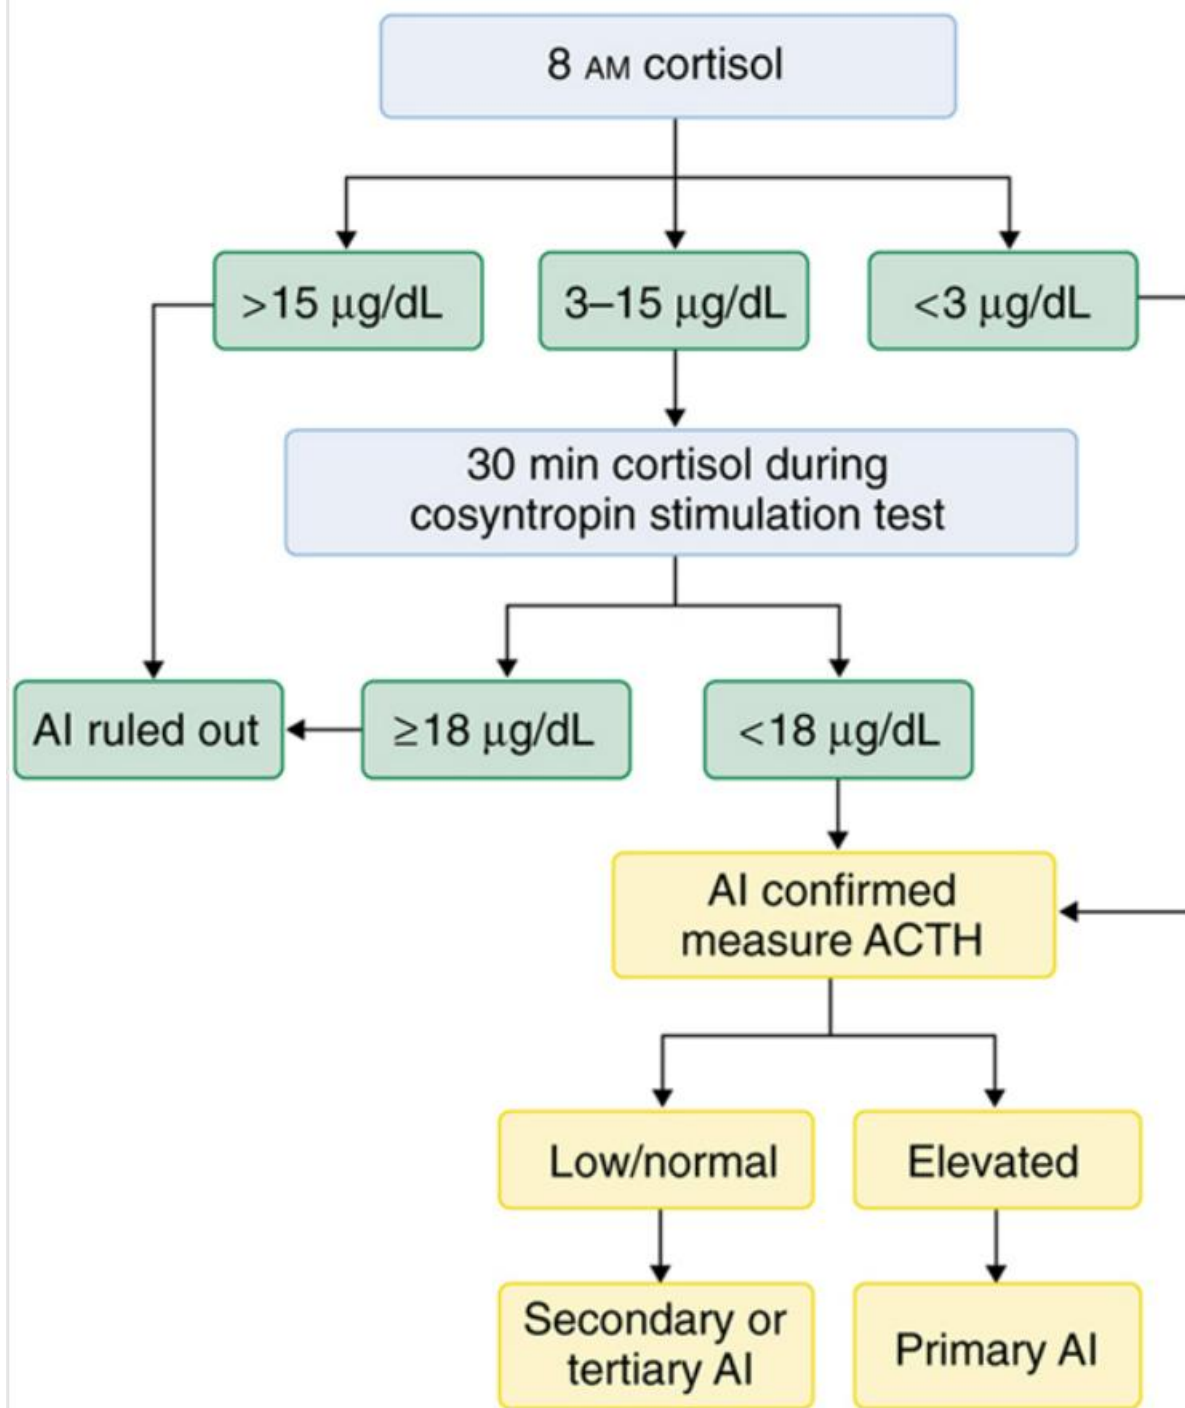 8 AM cortisol
>15 μg/dL
3–15 μg/dL
<3 μg/dL
30 min cortisol during
cosyntropin stimulation test
AI ruled out
≥18 μg/dL
<18 μg/dL
AI confirmed
measure ACTH
Low/normal
Elevated
Secondary or
tertiary AI
Primary AI